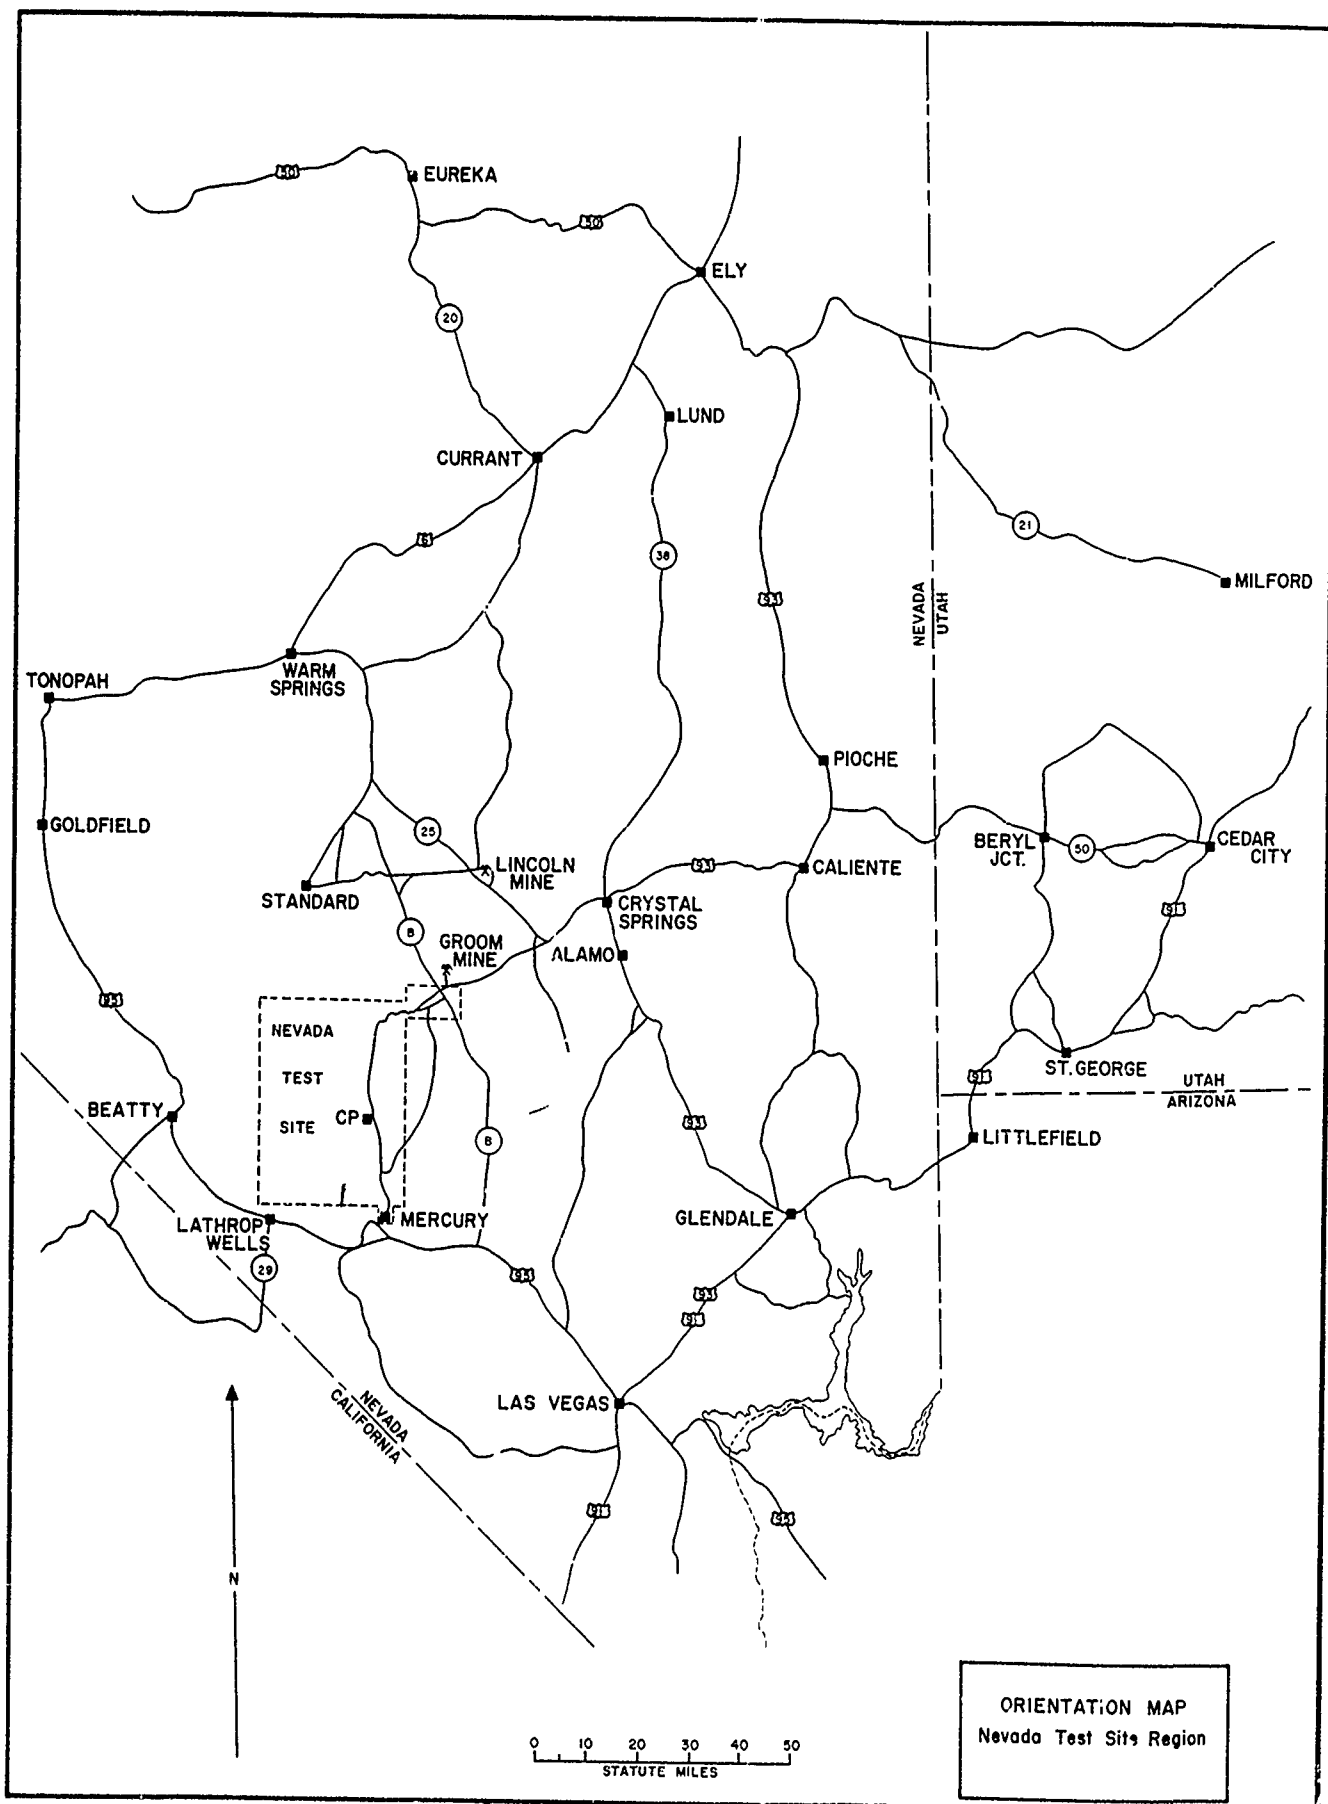 50
EUREKA
50
ELY
20
LUND
CURRANT
6
38
21
MILFORD
93
NEVADA
UTAH
WARM
SPRINGS
TONOPAH
PIOCHE
GOLDFIELD
25
BERYL
JCT.
50
CEDAR
CITY
LINCOLN
MINE
93
CALIENTE
STANDARD
CRYSTAL
SPRINGS
91
B
GROOM
MINE
ALAMO
95
NEVADA
TEST
SITE
CP
BEATTY
ST. GEORGE
91
UTAH
ARIZONA
93
B
LITTLEFIELD
LATHROP
WELLS
MERCURY
GLENDALE
29
95
93
91
LAS VEGAS
NEVADA
CALIFORNIA
91
95
N
0 10 20 30 40 50
STATUTE MILES
ORIENTATION MAP
Nevada Test Site Region